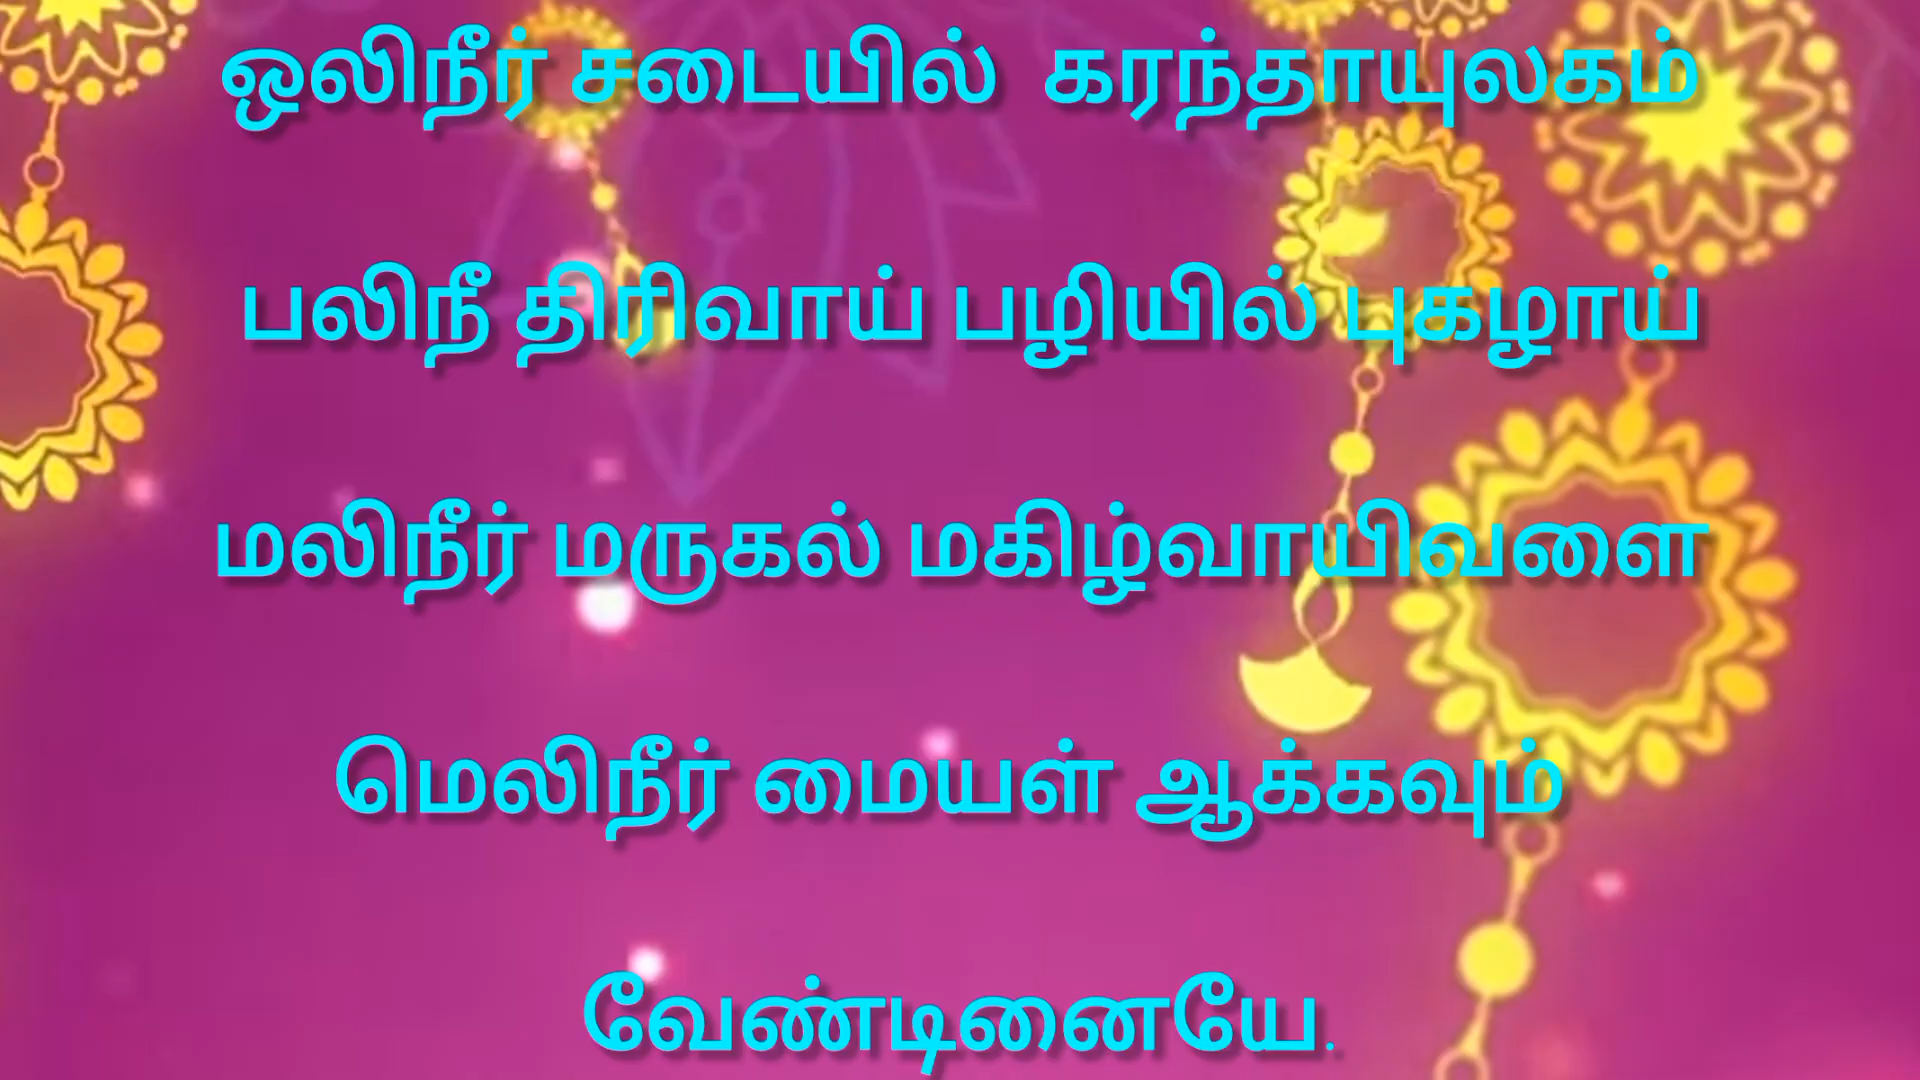 ஒலிநீர் சடையில் கரந்தாயுலகம்
பலிநீ திரிவாய் பழியில் புகழாய்
மலிநீர் மருகல் மகிழ்வாயிவளை
மெலிநீர் மையள் ஆக்கவும்
வேண்டினையே.